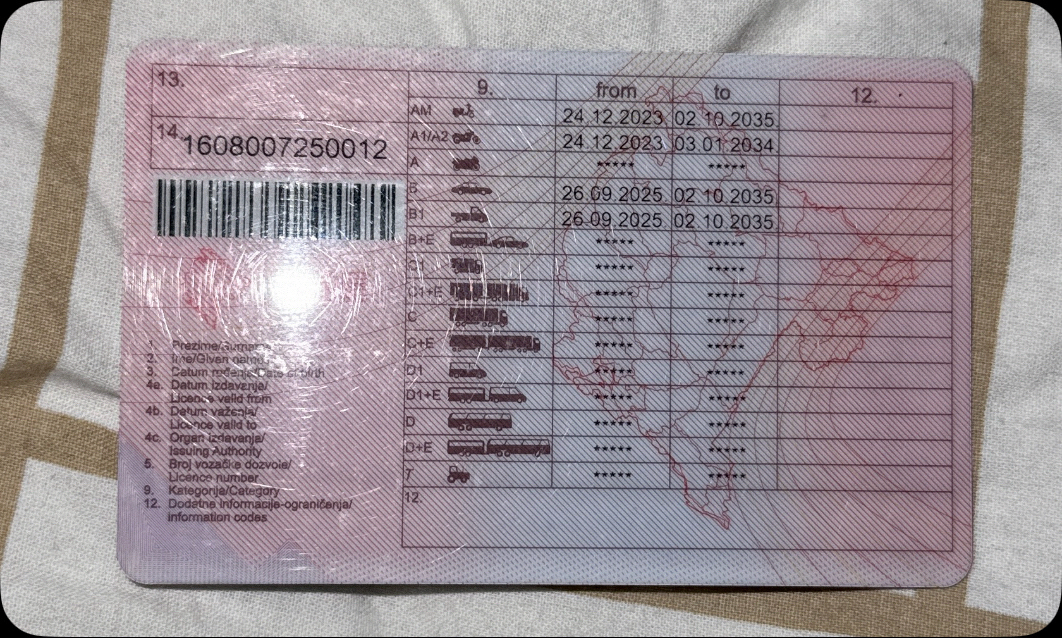 13.
14. 1608007250012
1. Prezime/Surname
2. Ime/Given name
3. Datum rođenja/Date of birth
4a. Datum izdavanja/
Licence valid from
4b. Datum važenja/
Licence valid to
4c. Organ izdavanja/
Issuing Authority
5. Broj vozačke dozvole/
Licence number
9. Kategorija/Category
12. Dodatne informacije-ograničenja/
information codes
9. from to 12.
AM 24.12.2023 02.10.2035
A1/A2 24.12.2023 03.01.2034
A ***** *****
B 26.09.2025 02.10.2035
B1 26.09.2025 02.10.2035
B+E ***** *****
C1 ***** *****
C1+E ***** *****
C ***** *****
C+E ***** *****
D1 ***** *****
D1+E ***** *****
D ***** *****
D+E ***** *****
T ***** *****
12.